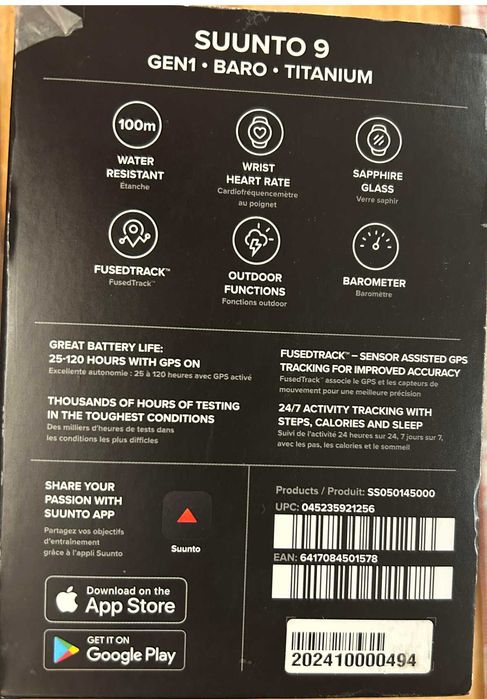 SUUNTO 9
GEN1 • BARO • TITANIUM
100m
WATER
RESISTANT
Étanche
WRIST
HEART RATE
Cardiofréquencemètre
au poignet
SAPPHIRE
GLASS
Verre saphir
FUSEDTRACK™
FusedTrack™
OUTDOOR
FUNCTIONS
Fonctions outdoor
BAROMETER
Baromètre
GREAT BATTERY LIFE:
25-120 HOURS WITH GPS ON
Excellente autonomie : 25 à 120 heures avec GPS activé
THOUSANDS OF HOURS OF TESTING
IN THE TOUGHEST CONDITIONS
Des milliers d'heures de tests dans
les conditions les plus difficiles
FUSEDTRACK™ – SENSOR ASSISTED GPS
TRACKING FOR IMPROVED ACCURACY
FusedTrack™ associe le GPS et les capteurs de
mouvement pour une meilleure précision
24/7 ACTIVITY TRACKING WITH
STEPS, CALORIES AND SLEEP
Suivi de l'activité 24 heures sur 24, 7 jours sur 7,
avec les pas, les calories et le sommeil
SHARE YOUR
PASSION WITH
SUUNTO APP
Partagez vos objectifs
d'entraînement
grâce à l'appli Suunto
Suunto
Download on the
App Store
GET IT ON
Google Play
Products / Produit: SS050145000
UPC: 045235921256
EAN: 6417084501578
202410000494